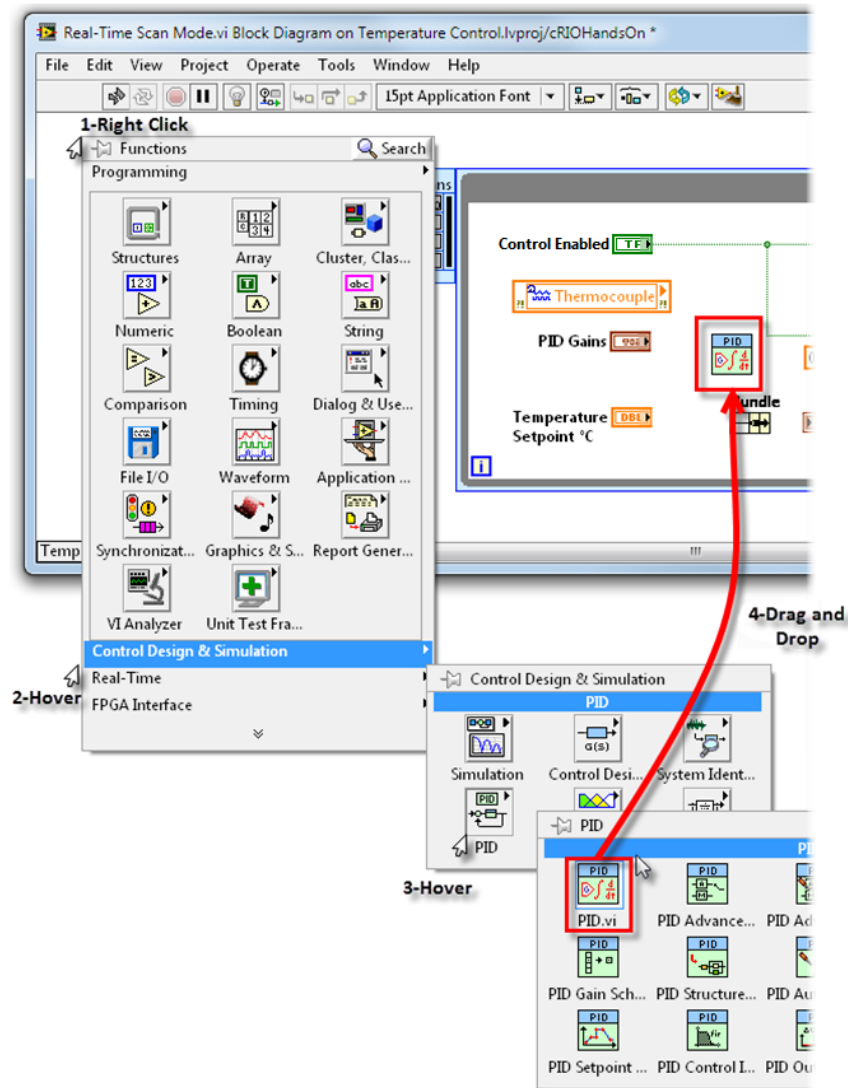 Real-Time Scan Mode.vi Block Diagram on Temperature Control.lvproj/cRIOHandsOn *
File Edit View Project Operate Tools Window Help
15pt Application Font
1-Right Click
Functions Search
Programming
Structures Array Cluster, Clas...
Numeric Boolean String
Comparison Timing Dialog & Use...
File I/O Waveform Application ...
Synchronizat... Graphics & S... Report Gener...
VI Analyzer Unit Test Fra...
Control Design & Simulation
Real-Time
FPGA Interface
2-Hover
Temp
ns
Control Enabled TF
Thermocouple
PID Gains
PID
Bundle
Temperature DBL
Setpoint °C
i
4-Drag and
Drop
Control Design & Simulation
PID
Simulation Control Desi... System Ident...
PID
3-Hover
PID
PID.vi PID Advance... PID Ad
PID Gain Sch... PID Structure... PID Au
PID Setpoint ... PID Control I... PID Ou